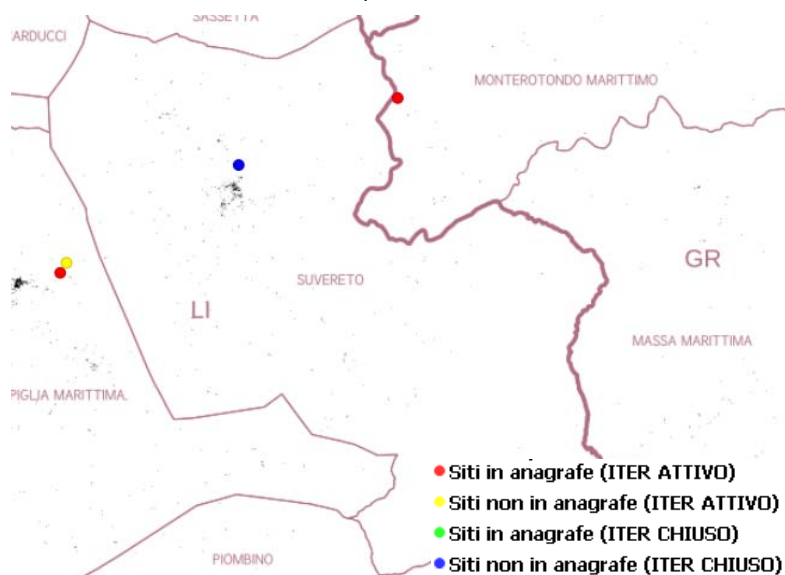 SASSETTA
CARDUCCI
MONTEROTONDO MARITTIMO
GR
SUVERETO
LI
MASSA MARITTIMA
PIGLIA MARITTIMA.
Siti in anagrafe (ITER ATTIVO)
Siti non in anagrafe (ITER ATTIVO)
Siti in anagrafe (ITER CHIUSO)
PIOMBINO
Siti non in anagrafe (ITER CHIUSO)